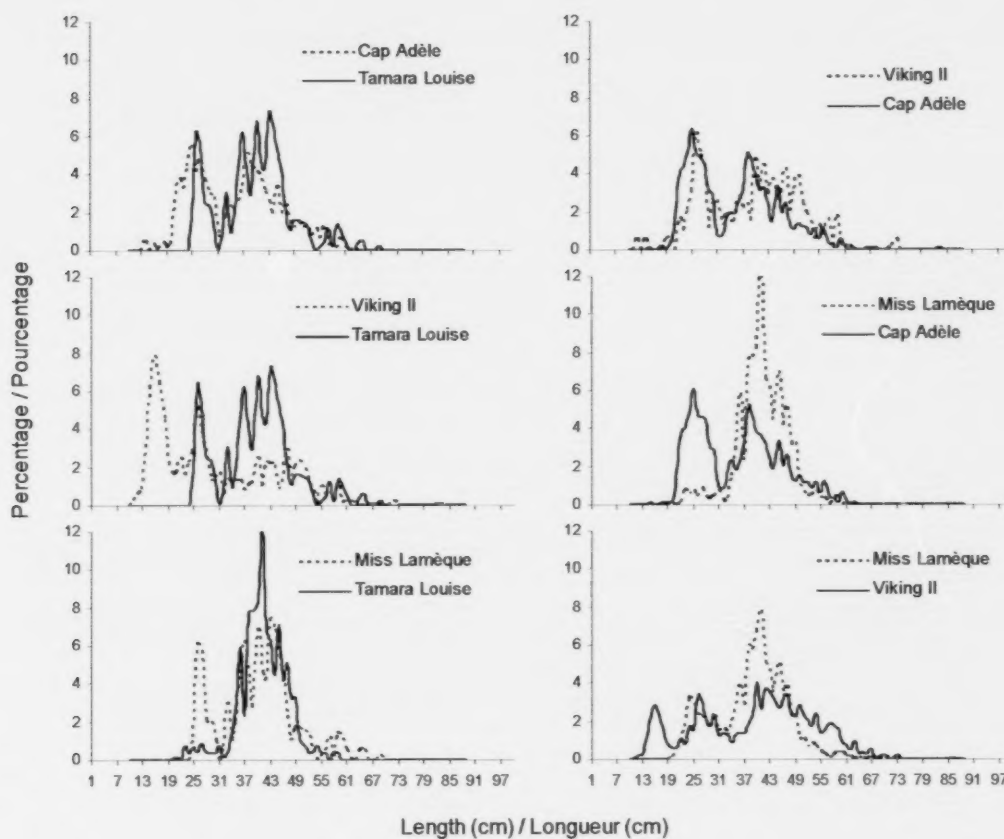 12
10
8
6
4
2
0
Cap Adèle
Tamara Louise
12
10
8
6
4
2
0
Viking II
Cap Adèle
12
10
8
6
4
2
0
Viking II
Tamara Louise
12
10
8
6
4
2
0
Miss Lamèque
Cap Adèle
12
10
8
6
4
2
0
Miss Lamèque
Tamara Louise
1 7 13 19 25 31 37 43 49 55 61 67 73 79 85 91 97
12
10
8
6
4
2
0
Miss Lamèque
Viking II
1 7 13 19 25 31 37 43 49 55 61 67 73 79 85 91 97
Percentage / Pourcentage
Length (cm) / Longueur (cm)